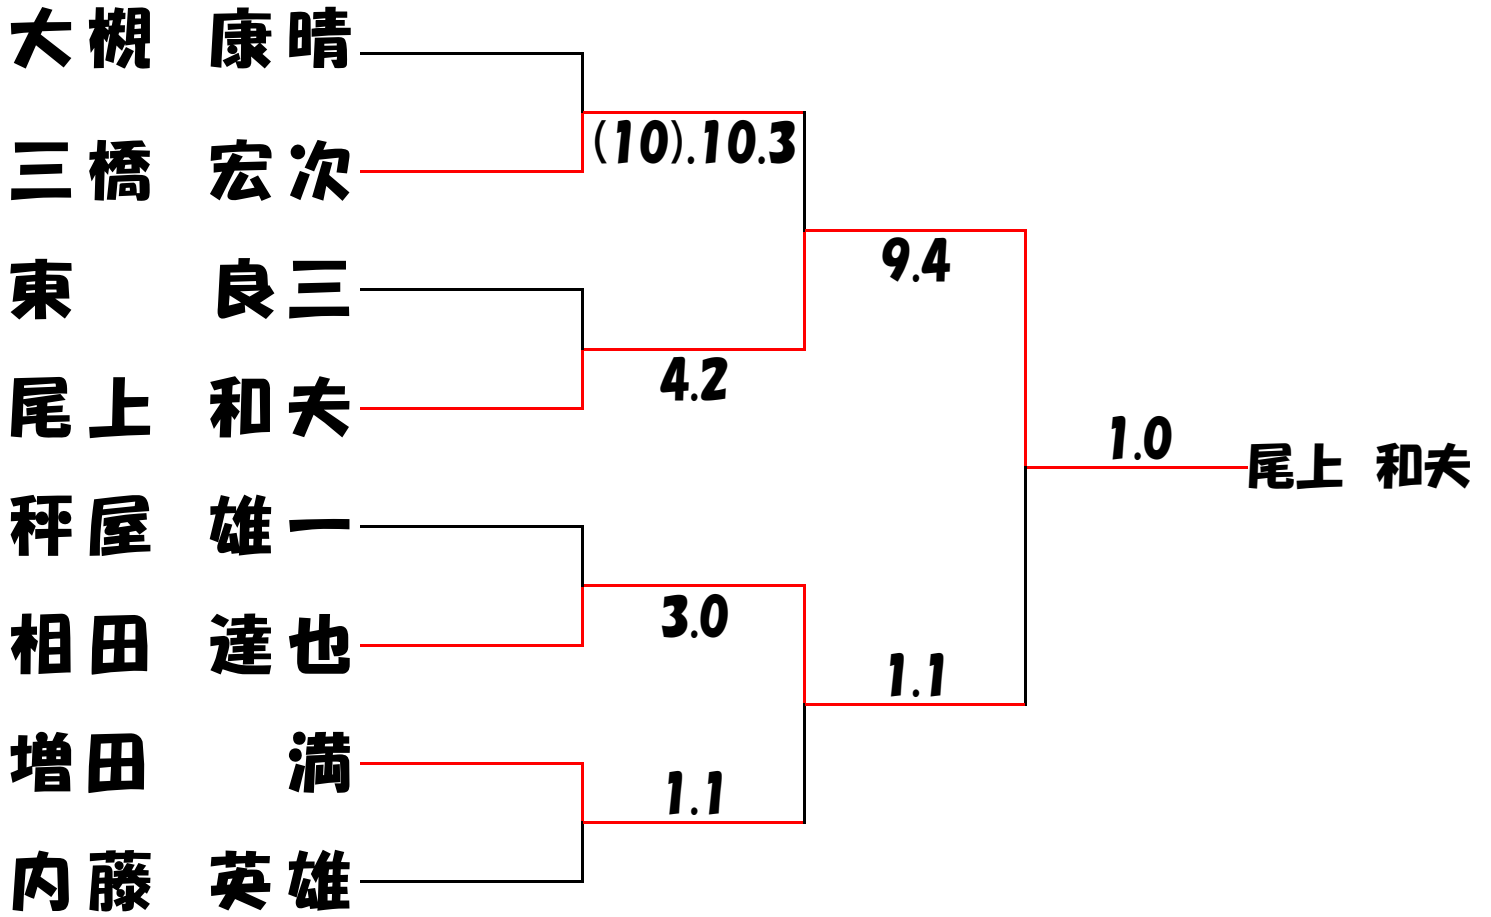 大槻 康晴
三橋 宏次
東 良三
尾上 和夫
秤屋 雄一
相田 達也
増田 満
内藤 英雄
(10).10.3
4.2
3.0
1.1
9.4
1.1
1.0
尾上 和夫